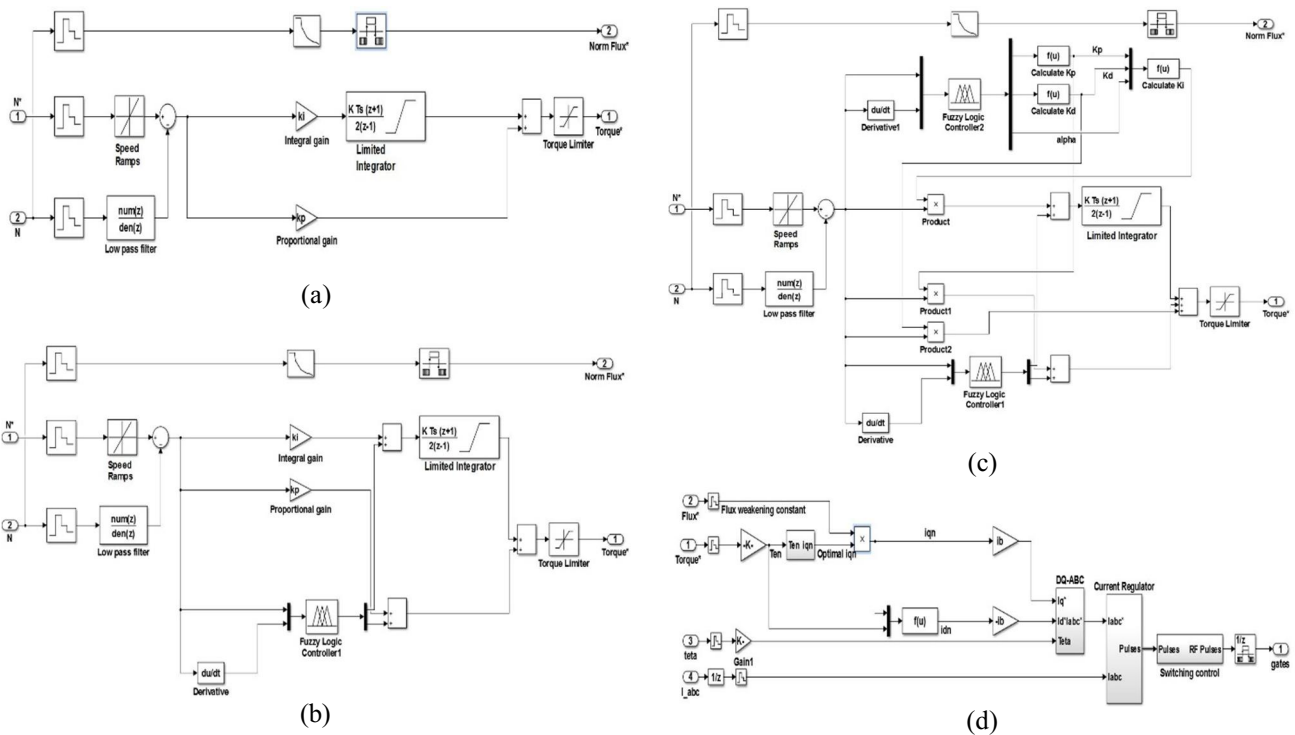 2
Norm Flux*
N*
1
Speed
Ramps
ki
Integral gain
K Ts (z+1)
2(z-1)
Limited
Integrator
Torque Limiter
1
Torque*
2
N
num(z)
den(z)
Low pass filter
kp
Proportional gain
(a)
2
Norm Flux*
N*
1
Speed
Ramps
ki
Integral gain
K Ts (z+1)
2(z-1)
Limited Integrator
kp
Proportional gain
2
N
num(z)
den(z)
Low pass filter
Torque Limiter
1
Torque*
Fuzzy Logic
Controller1
du/dt
Derivative
(b)
2
Norm Flux*
f(u)
Kp
Calculate Kp
f(u)
Kd
Calculate Kd
f(u)
Calculate Ki
du/dt
Derivative1
Fuzzy Logic
Controller2
alpha
N*
1
Speed
Ramps
×
Product
K Ts (z+1)
2(z-1)
Limited Integrator
2
N
num(z)
den(z)
Low pass filter
×
Product1
×
Product2
Torque Limiter
1
Torque*
Fuzzy Logic
Controller1
du/dt
Derivative
(c)
2
Flux*
Flux weakening constant
1
Torque*
-K-
Ten
Ten iqn
Optimal iqn
×
iqn
ib
f(u)
idn
-ib
DQ-ABC
Iq*
Id*Iabc*
Teta
Current Regulator
Iabc*
Pulses
Iabc
3
teta
K-
Gain1
4
I_abc
1/z
Pulses RF Pulses
Switching control
1/z
1
gates
(d)